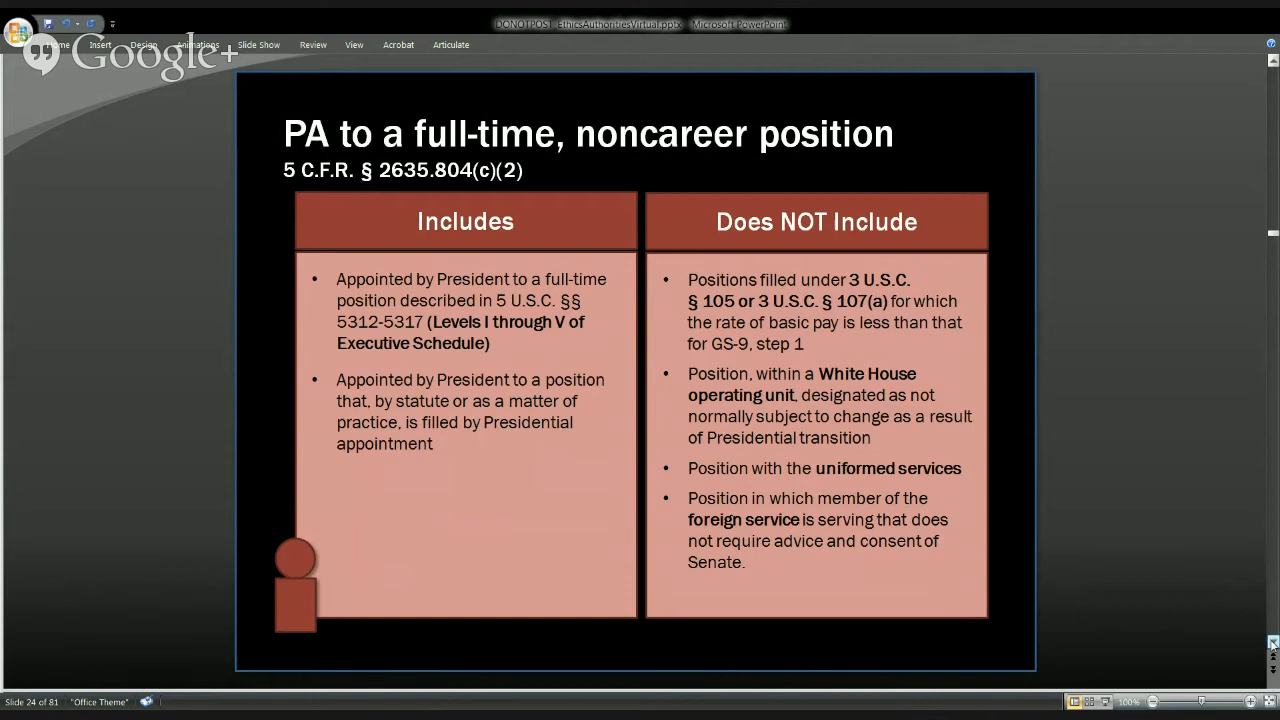 DONOTPOST_EthicsAuthoritiesVirtual.pptx - Microsoft PowerPoint
Home Insert Design Animations Slide Show Review View Acrobat Articulate
Google+
PA to a full-time, noncareer position
5 C.F.R. § 2635.804(c)(2)
Includes
• Appointed by President to a full-time
position described in 5 U.S.C. §§
5312-5317 (Levels I through V of
Executive Schedule)
• Appointed by President to a position
that, by statute or as a matter of
practice, is filled by Presidential
appointment
Does NOT Include
• Positions filled under 3 U.S.C.
§ 105 or 3 U.S.C. § 107(a) for which
the rate of basic pay is less than that
for GS-9, step 1
• Position, within a White House
operating unit, designated as not
normally subject to change as a result
of Presidential transition
• Position with the uniformed services
• Position in which member of the
foreign service is serving that does
not require advice and consent of
Senate.
Slide 24 of 81 "Office Theme" 100%